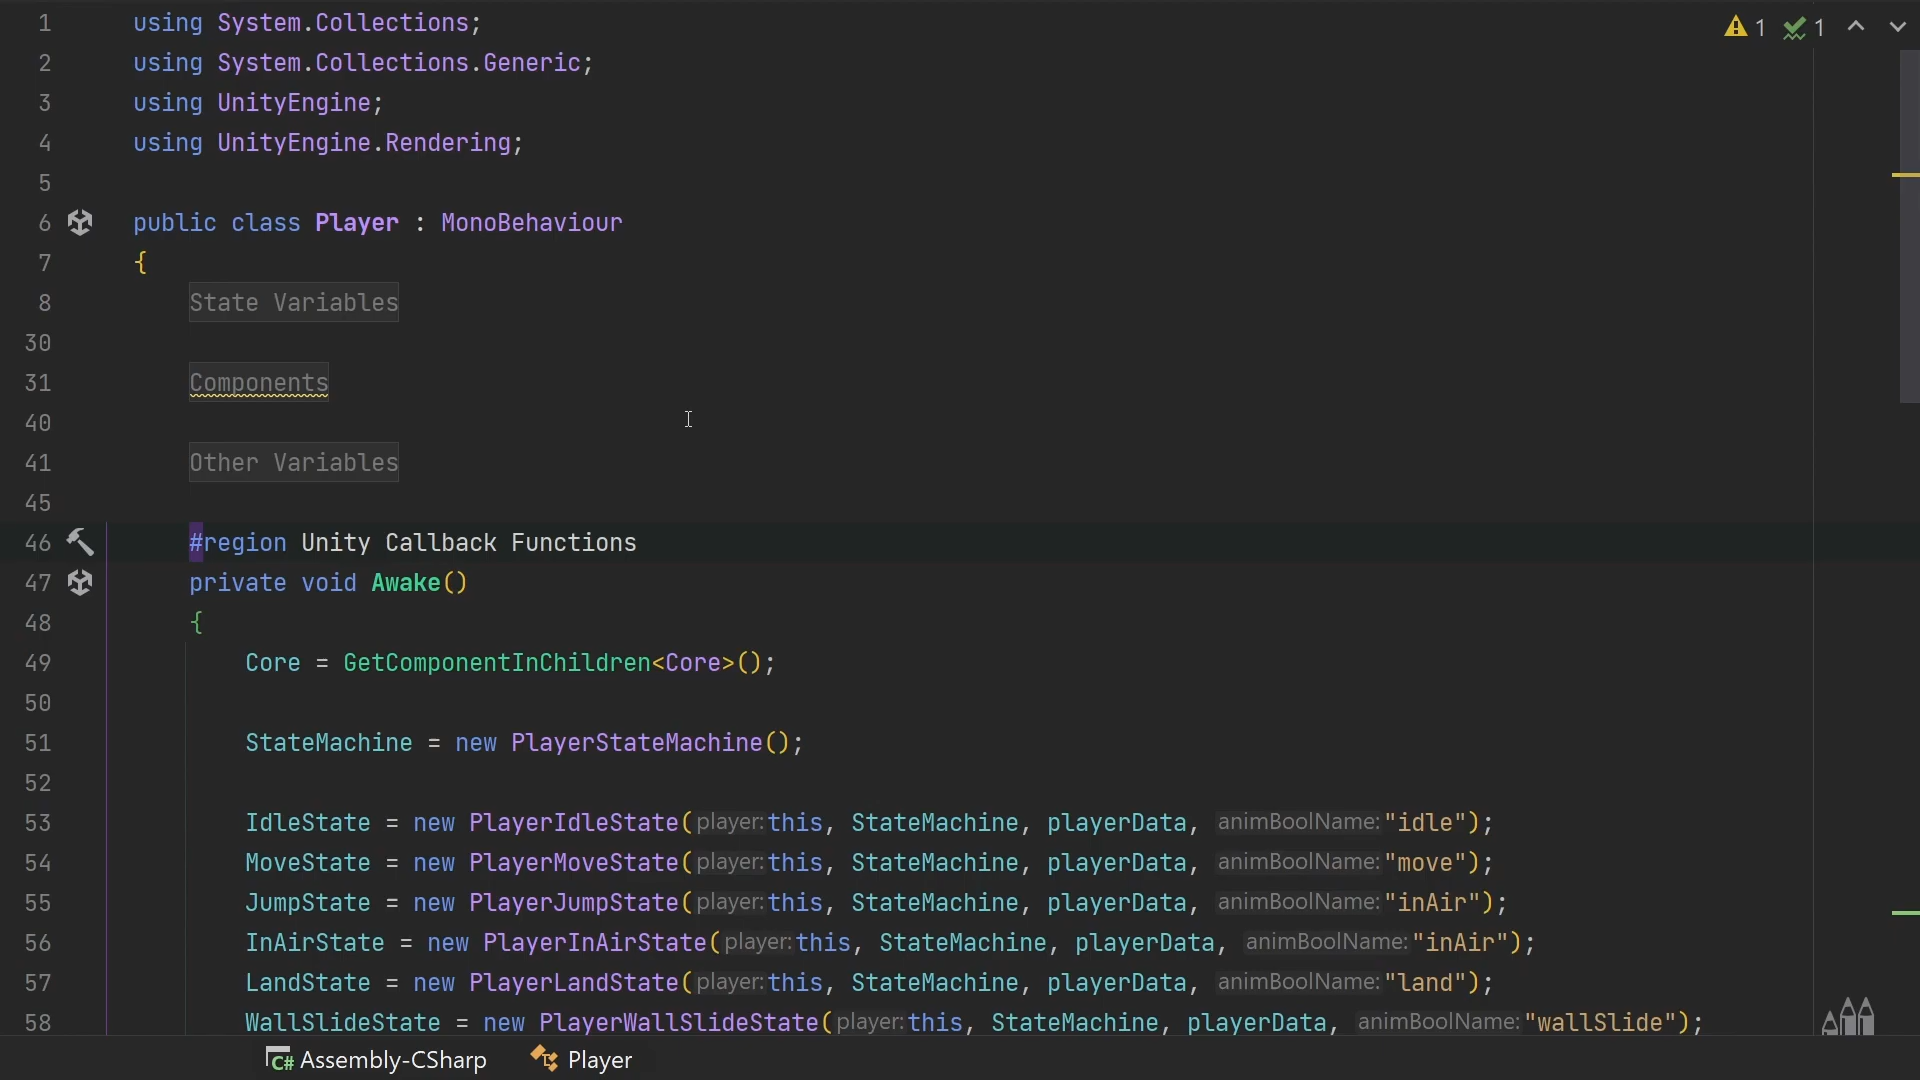 1 using System.Collections; 1 1
2 using System.Collections.Generic;
3 using UnityEngine;
4 using UnityEngine.Rendering;
5
6 public class Player : MonoBehaviour
7 {
8 State Variables
30
31 Components
40
41 Other Variables
45
46 #region Unity Callback Functions
47 private void Awake()
48 {
49 Core = GetComponentInChildren<Core>();
50
51 StateMachine = new PlayerStateMachine();
52
53 IdleState = new PlayerIdleState(player:this, StateMachine, playerData, animBoolName:"idle");
54 MoveState = new PlayerMoveState(player:this, StateMachine, playerData, animBoolName:"move");
55 JumpState = new PlayerJumpState(player:this, StateMachine, playerData, animBoolName:"inAir");
56 InAirState = new PlayerInAirState(player:this, StateMachine, playerData, animBoolName:"inAir");
57 LandState = new PlayerLandState(player:this, StateMachine, playerData, animBoolName:"land");
58 WallSlideState = new PlayerWallSlideState(player:this, StateMachine, playerData, animBoolName:"wallSlide");
C# Assembly-CSharp Player